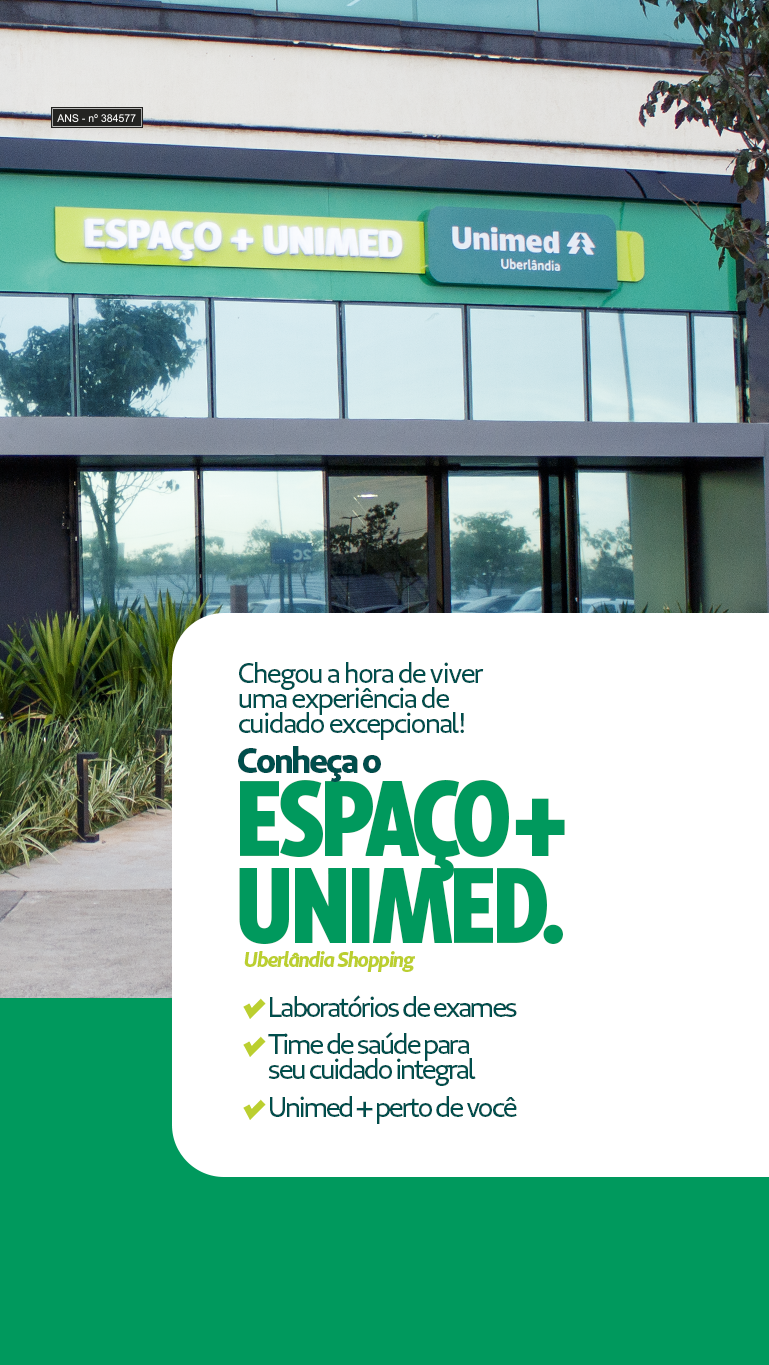 ANS - nº 384577
ESPAÇO + UNIMED
Unimed
Uberlândia
Chegou a hora de viver
uma experiência de
cuidado excepcional!
Conheça o
ESPAÇO+
UNIMED.
Uberlândia Shopping
Laboratórios de exames
Time de saúde para
seu cuidado integral
Unimed + perto de você